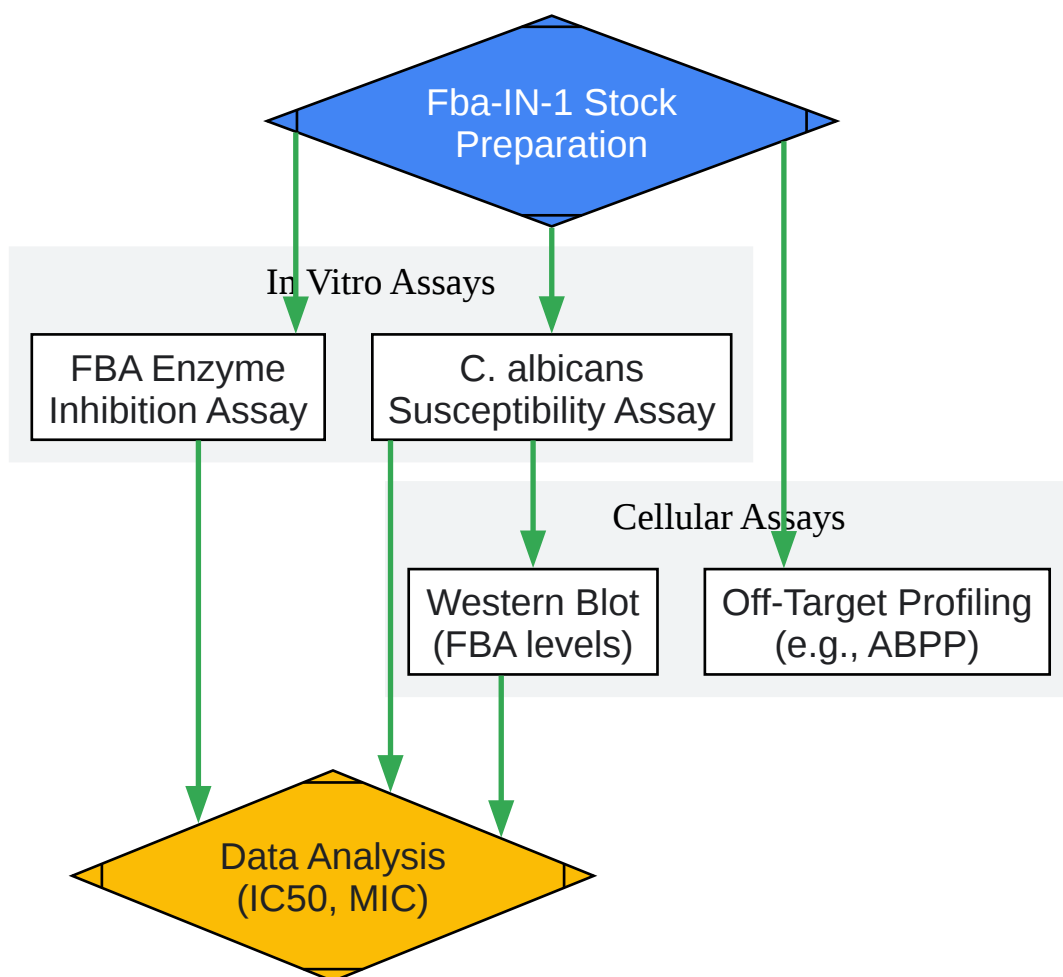 Fba-IN-1 Stock
Preparation
In Vitro Assays
FBA Enzyme
Inhibition Assay
C. albicans
Susceptibility Assay
Cellular Assays
Western Blot
(FBA levels)
Off-Target Profiling
(e.g., ABPP)
Data Analysis
(IC50, MIC)